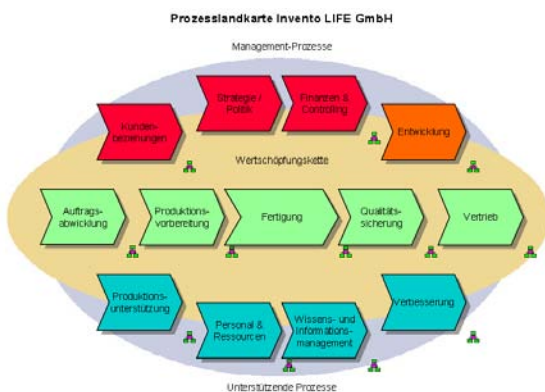 Prozesslandkarte Invento LIFE GmbH
Management-Prozesse
Strategie /
Politik
Finanzen &
Controlling
Kunden-
beziehungen
Entwicklung
Wertschöpfungskette
Auftrags-
abwicklung
Produktions-
vorbereitung
Fertigung
Qualitäts-
sicherung
Vertrieb
Produktions-
unterstützung
Personal &
Ressourcen
Wissens- und
Informations-
management
Verbesserung
Unterstützende Prozesse